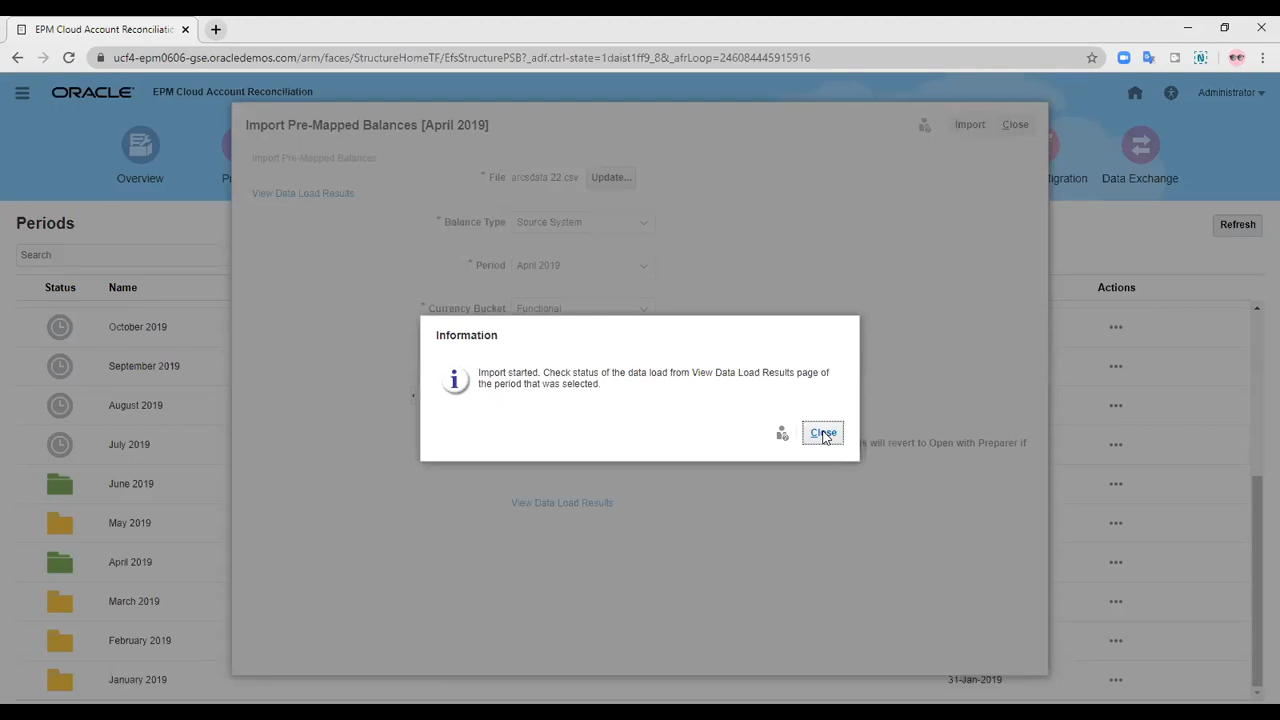 EPM Cloud Account Reconciliatic
ucf4-epm0606-gse.oracledemos.com/arm/faces/StructureHomeTF/EfsStructurePSB?_adf.ctrl-state=1daist1ff9_8&_afrLoop=246084445915916
ORACLE EPM Cloud Account Reconciliation
Administrator
Import Pre-Mapped Balances [April 2019]
Import Close
Import Pre-Mapped Balances
* File arcsdata 22.csv Update...
View Data Load Results
Overview
Data Exchange
* Balance Type Source System
Periods
Refresh
Search
* Period April 2019
Status Name Actions
* Currency Bucket Functional
October 2019
Information
September 2019
Import started. Check status of the data load from View Data Load Results page of
the period that was selected.
August 2019
Close
July 2019
will revert to Open with Preparer if
June 2019
View Data Load Results
May 2019
April 2019
March 2019
February 2019
January 2019 31-Jan-2019